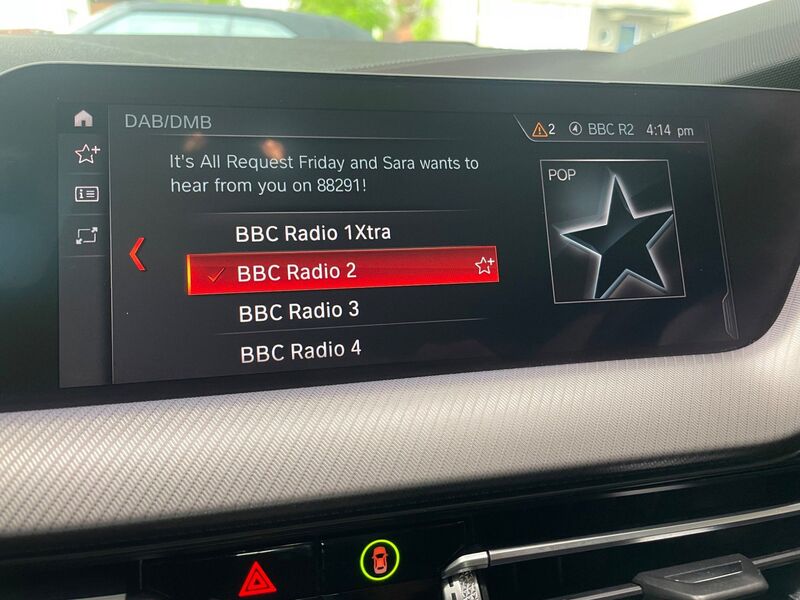 DAB/DMB
2 BBC R2 4:14 pm
It's All Request Friday and Sara wants to
hear from you on 88291!
POP
BBC Radio 1Xtra
BBC Radio 2
BBC Radio 3
BBC Radio 4